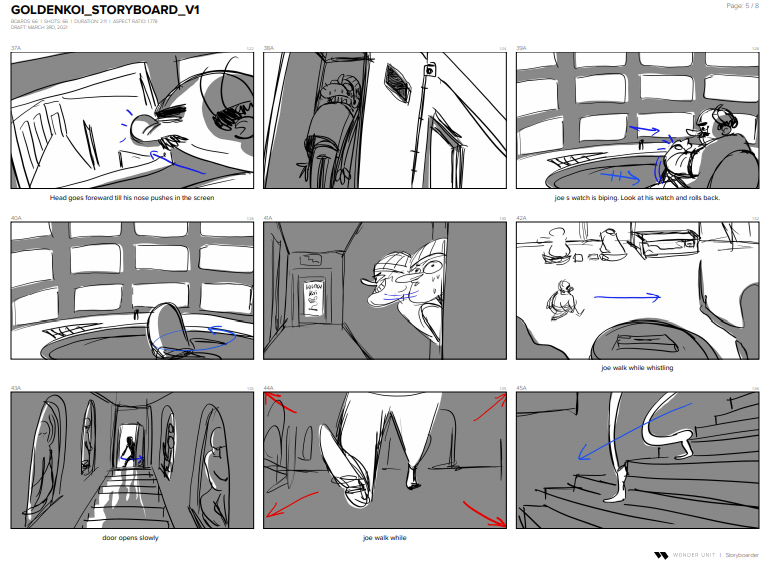 GOLDENKOI_STORYBOARD_V1
Page: 5 / 8
BOARDS: 66 | SHOTS: 66 | DURATION: 2:11 | ASPECT RATIO: 1.778
DRAFT: MARCH 3RD, 2021
37A
38A
39A
Head goes foreward till his nose pushes in the screen
joe s watch is biping. Look at his watch and rolls back.
40A
41A
42A
joe walk while whistling
43A
44A
45A
door opens slowly
joe walk while
WONDER UNIT | Storyboarder